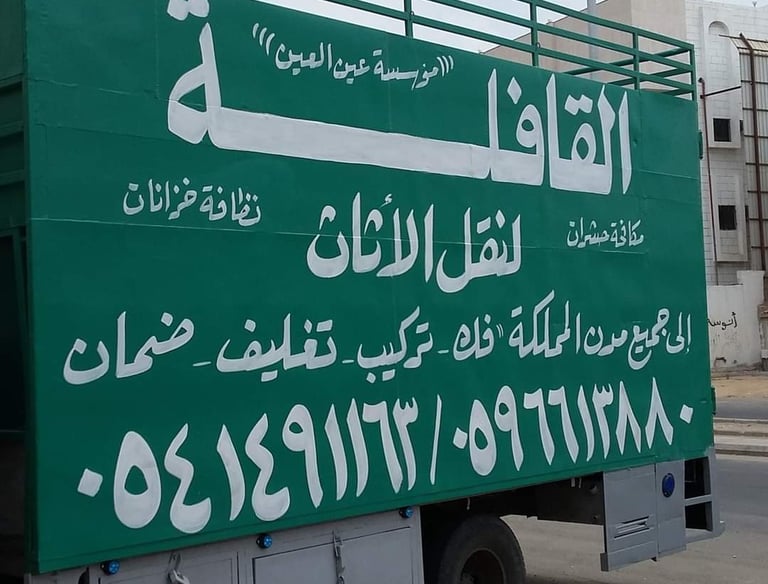 (((مؤسسة عين العين)))
القافلة
مكافحة حشرات
لنقل الأثاث
نظافة خزانات
إلى جميع مدن المملكة «فك - تركيب - تغليف - ضمان
٠٥٤١٤٩١١٦٣ / ٠٥٩٦٦١٣٨٨٠